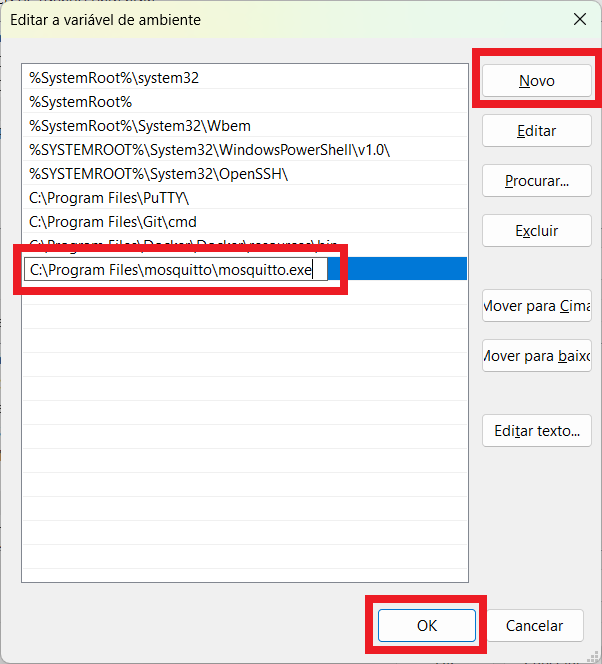 Editar a variável de ambiente
%SystemRoot%\system32
%SystemRoot%
%SystemRoot%\System32\Wbem
%SYSTEMROOT%\System32\WindowsPowerShell\v1.0\
%SYSTEMROOT%\System32\OpenSSH\
C:\Program Files\PuTTY\
C:\Program Files\Git\cmd
C:\Program Files\Docker\Docker\resources\bin
C:\Program Files\mosquitto\mosquitto.exe
Novo
Editar
Procurar...
Excluir
Mover para Cima
Mover para baixo
Editar texto...
OK
Cancelar